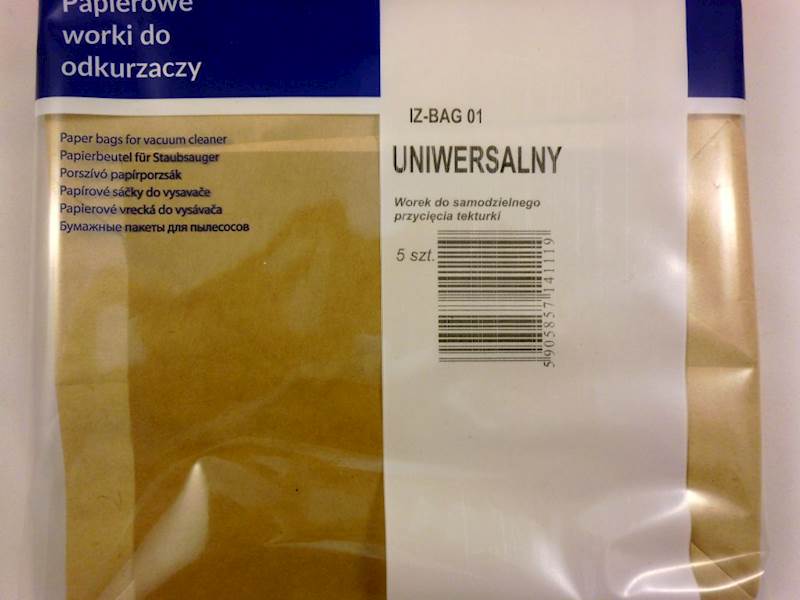 Papierowe
worki do
odkurzaczy
Paper bags for vacuum cleaner
Papierbeutel für Staubsauger
Porszívó papírporzsák
Papírové sáčky do vysavače
Papierové vrecká do vysávača
Бумажные пакеты для пылесосов
IZ-BAG 01
UNIWERSALNY
Worek do samodzielnego
przycięcia tekturki
5 szt.
5905857141119